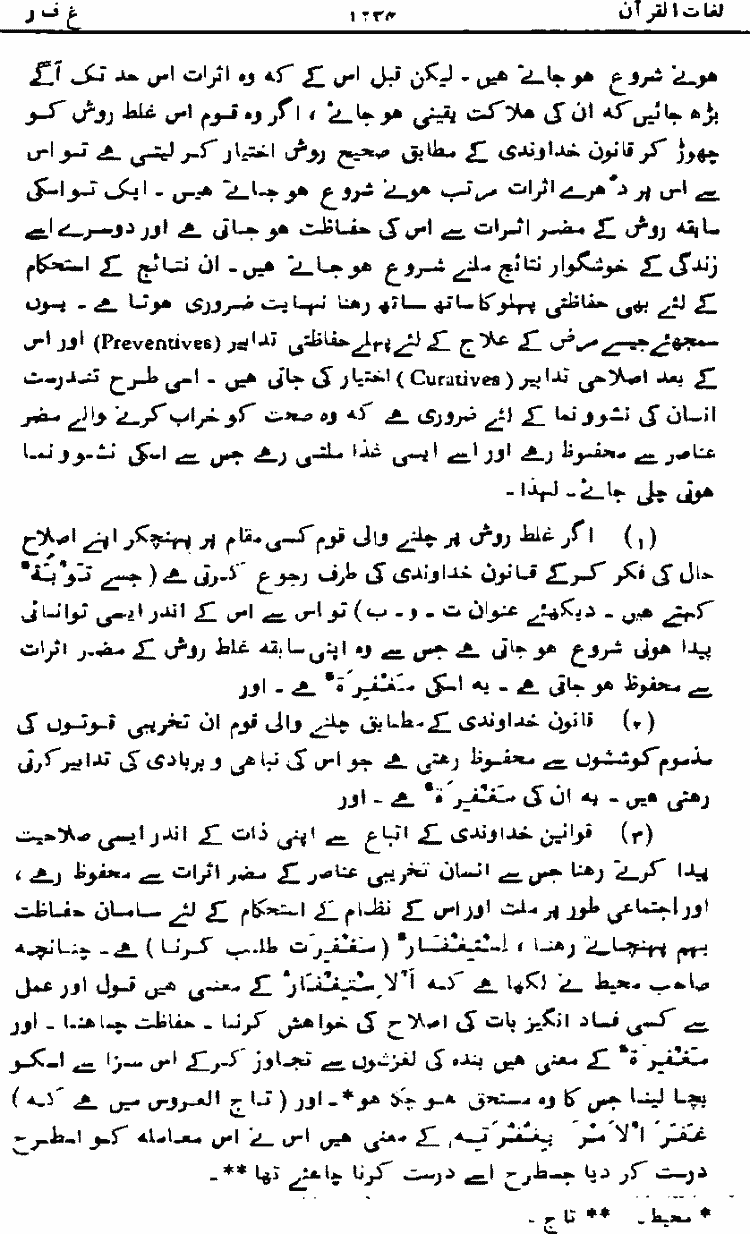 لغات القرآن ۱۲۳۵ غ ف ر
ہونے شروع ہو جاتے ہیں ۔ لیکن قبل اس کے کہ وہ اثرات اس حد تک آگے
بڑھ جائیں کہ ان کی ہلاکت یقینی ہو جائے ، اگر وہ قوم اس غلط روش کو
چھوڑ کر قانون خداوندی کے مطابق صحیح روش اختیار کر لیتی ہے تو اس
سے اس پر دُھرے اثرات مرتب ہونے شروع ہو جاتے ہیں ۔ ایک تو اسکی
سابقہ روش کے مضر اثرات سے اس کی حفاظت ہو جاتی ہے اور دوسرے اسے
زندگی کے خوشگوار نتائج ملنے شروع ہو جاتے ہیں ۔ ان نتائج کے استحکام
کے لئے بھی حفاظتی پہلو کا ساتھ ساتھ رہنا نہایت ضروری ہوتا ہے ۔ یوں
سمجھئے جیسے مرض کے علاج کے لئے پہلے حفاظتی تدابیر (Preventives) اور اس
کے بعد اصلاحی تدابیر ( Curatives ) اختیار کی جاتی ہیں ۔ اسی طرح تندرست
انسان کی نشوونما کے لئے ضروری ہے کہ وہ صحت کو خراب کرنے والے مضر
عناصر سے محفوظ رہے اور اسے ایسی غذا ملتی رہے جس سے اسکی نشوونما
ہوتی چلی جائے ۔ لہذا ۔
(۱) اگر غلط روش پر چلنے والی قوم کسی مقام پر پہنچکر اپنے اصلاح
حال کی فکر کر کے قانون خداوندی کی طرف رجوع کرتی ہے ( جسے تَوْبَةٌ
کہتے ہیں ۔ دیکھئے عنوان ت ۔ و ۔ ب ) تو اس سے اس کے اندر ایسی توانائی
پیدا ہونی شروع ہو جاتی ہے جس سے وہ اپنی سابقہ غلط روش کے مضر اثرات
سے محفوظ ہو جاتی ہے ۔ یہ اسکی مَغْفِرَةٌ ہے ۔ اور
(۲) قانون خداوندی کے مطابق چلنے والی قوم ان تخریبی قوتوں کی
مذموم کوششوں سے محفوظ رہتی ہے جو اس کی تباہی و بربادی کی تدابیر کرتی
رہتی ہیں ۔ یہ ان کی مَغْفِرَةٌ ہے ۔ اور
(۳) قوانین خداوندی کے اتباع سے اپنی ذات کے اندر ایسی صلاحیت
پیدا کرتے رہنا جس سے انسان تخریبی عناصر کے مضر اثرات سے محفوظ رہے ،
اور اجتماعی طور پر ملت اور اس کے نظام کے استحکام کے لئے سامان حفاظت
بہم پہنچاتے رہنا ، اِسْتِغْفَارٌ ( مَغْفِرَت طلب کرنا ) ہے ۔ چنانچہ
صاحب محیط نے لکھا ہے کہ اَلْاِسْتِغْفَارُ کے معنی ہیں قول اور عمل
سے کسی فساد انگیز بات کی اصلاح کی خواہش کرنا ۔ حفاظت چاہنا ۔ اور
مَغْفِرَةٌ کے معنی ہیں بندہ کی لغزشوں سے تجاوز کر کے اس سزا سے اسکو
بچا لینا جس کا وہ مستحق ہو چکا ہو* ۔ اور ( تاج العروس میں ہے کہ )
غَفَرَ الْاَمْرَ بِغُفْرَتِہٖ کے معنی ہیں اس نے اس معاملہ کو اسطرح
درست کر دیا جسطرح اسے درست کرنا چاہئے تھا ** ۔
* محیط ۔ ** تاج ۔